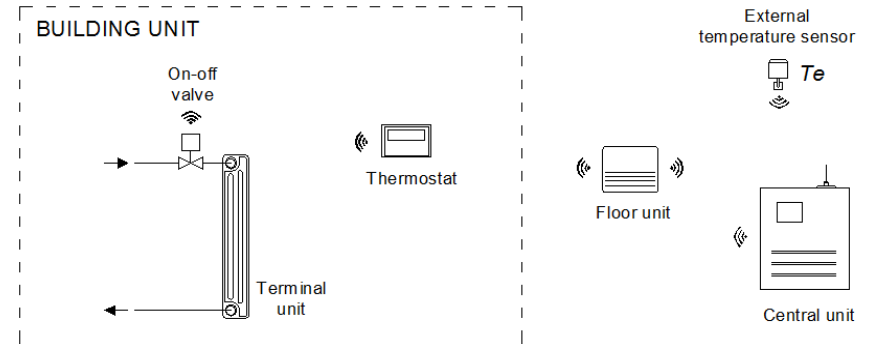 BUILDING UNIT
On-off
valve
Thermostat
Terminal
unit
External
temperature sensor
Te
Floor unit
Central unit